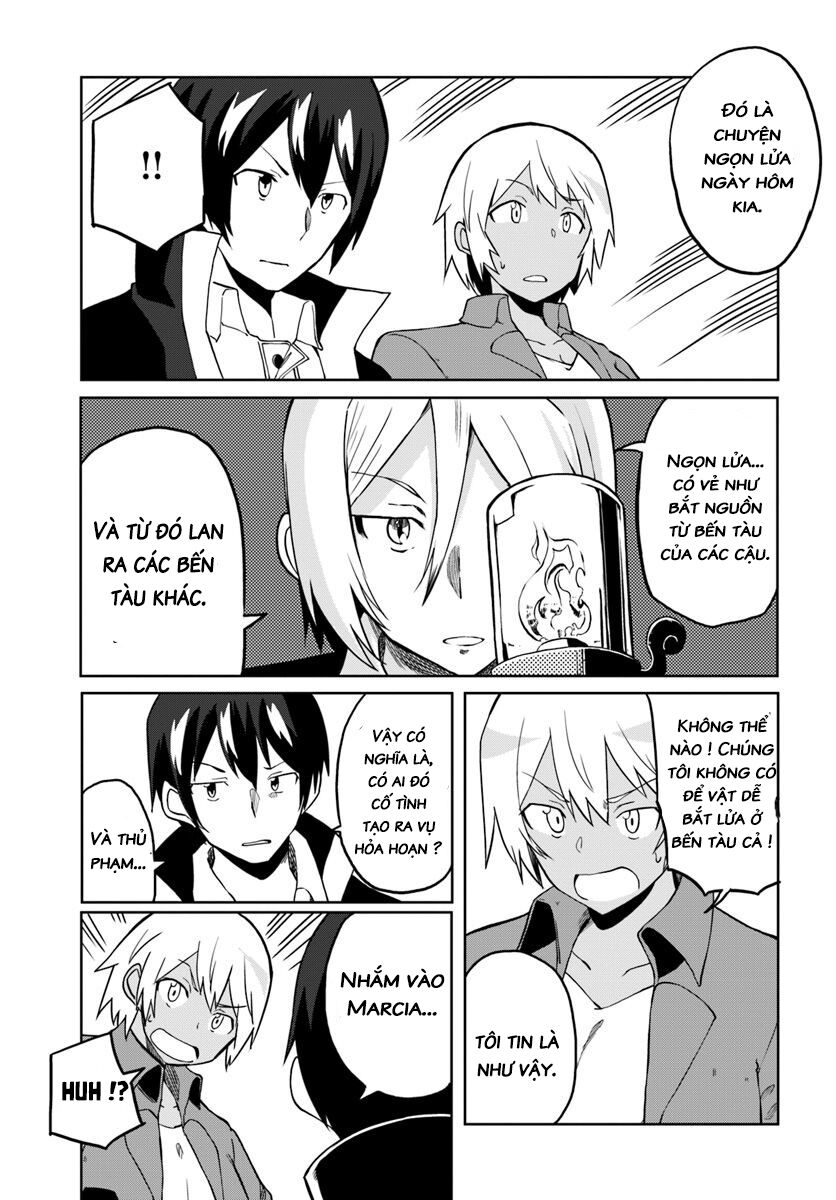 ĐÓ LÀ
CHUYỆN
NGỌN LỬA
NGÀY HÔM
KIA.
!!
NGỌN LỬA...
CÓ VẺ NHƯ
BẮT NGUỒN
TỪ BẾN TÀU
CỦA CÁC CẬU.
VÀ TỪ ĐÓ LAN
RA CÁC BẾN
TÀU KHÁC.
KHÔNG THỂ
NÀO ! CHÚNG
TÔI KHÔNG CÓ
ĐỂ VẬT DỄ
BẮT LỬA Ở
BẾN TÀU CẢ !
TÔI TIN LÀ
NHƯ VẬY.
VẬY CÓ
NGHĨA LÀ,
CÓ AI ĐÓ
CỐ TÌNH
TẠO RA VỤ
HỎA HOẠN ?
VÀ THỦ
PHẠM...
NHẮM VÀO
MARCIA...
HUH !?